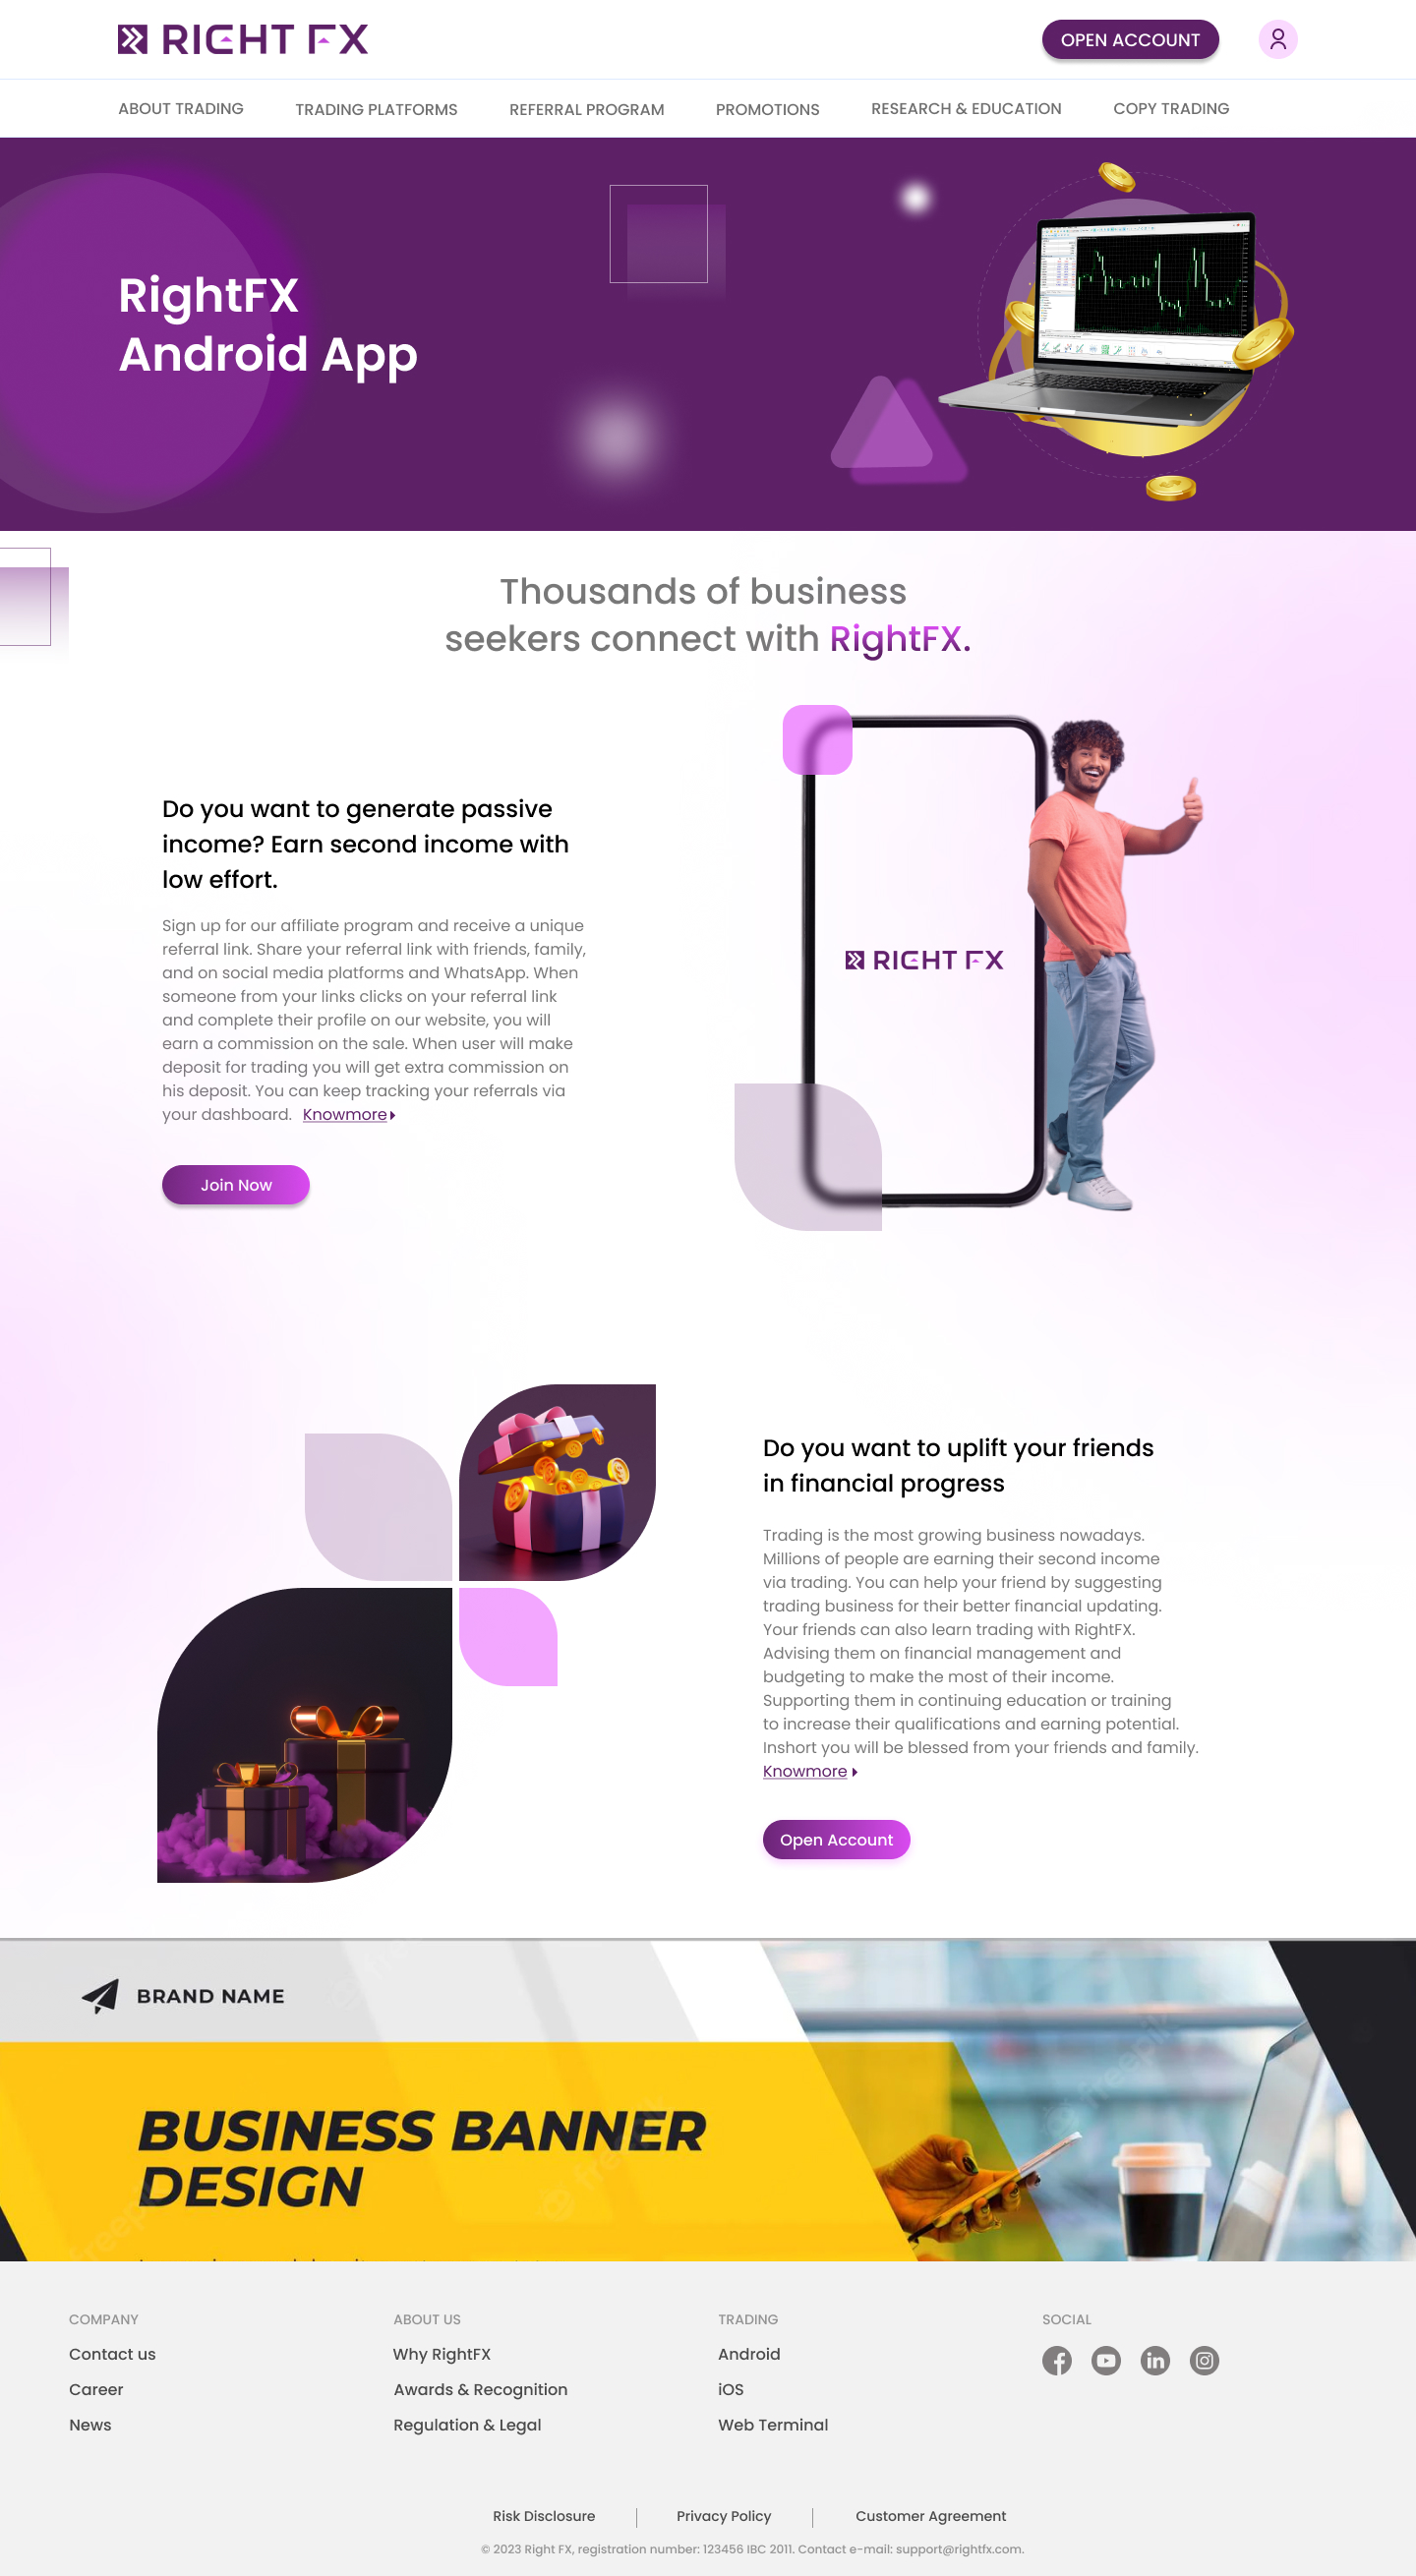 RIGHT FX
OPEN ACCOUNT
ABOUT TRADING
TRADING PLATFORMS
REFERRAL PROGRAM
PROMOTIONS
RESEARCH & EDUCATION
COPY TRADING
RightFX
Android App
Thousands of business
seekers connect with RightFX.
Do you want to generate passive
income? Earn second income with
low effort.
Sign up for our affiliate program and receive a unique
referral link. Share your referral link with friends, family,
and on social media platforms and WhatsApp. When
someone from your links clicks on your referral link
and complete their profile on our website, you will
earn a commission on the sale. When user will make
deposit for trading you will get extra commission on
his deposit. You can keep tracking your referrals via
your dashboard. Knowmore
Join Now
RIGHT FX
Do you want to uplift your friends
in financial progress
Trading is the most growing business nowadays.
Millions of people are earning their second income
via trading. You can help your friend by suggesting
trading business for their better financial updating.
Your friends can also learn trading with RightFX.
Advising them on financial management and
budgeting to make the most of their income.
Supporting them in continuing education or training
to increase their qualifications and earning potential.
Inshort you will be blessed from your friends and family.
Knowmore
Open Account
BRAND NAME
BUSINESS BANNER
DESIGN
freepik
freepik
freepik
COMPANY
Contact us
Career
News
ABOUT US
Why RightFX
Awards & Recognition
Regulation & Legal
TRADING
Android
iOS
Web Terminal
SOCIAL
Risk Disclosure
Privacy Policy
Customer Agreement
© 2023 Right FX, registration number: 123456 IBC 2011. Contact e-mail: support@rightfx.com.